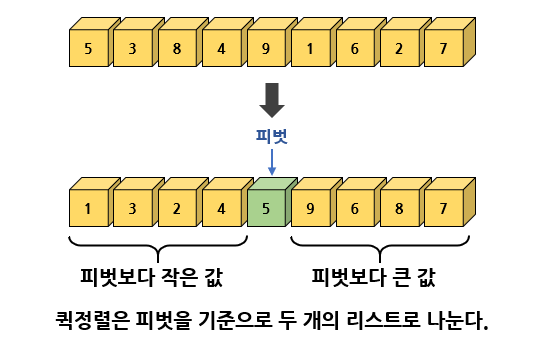 5 3 8 4 9 1 6 2 7
피벗
1 3 2 4 5 9 6 8 7
피벗보다 작은 값 피벗보다 큰 값
퀵정렬은 피벗을 기준으로 두 개의 리스트로 나눈다.